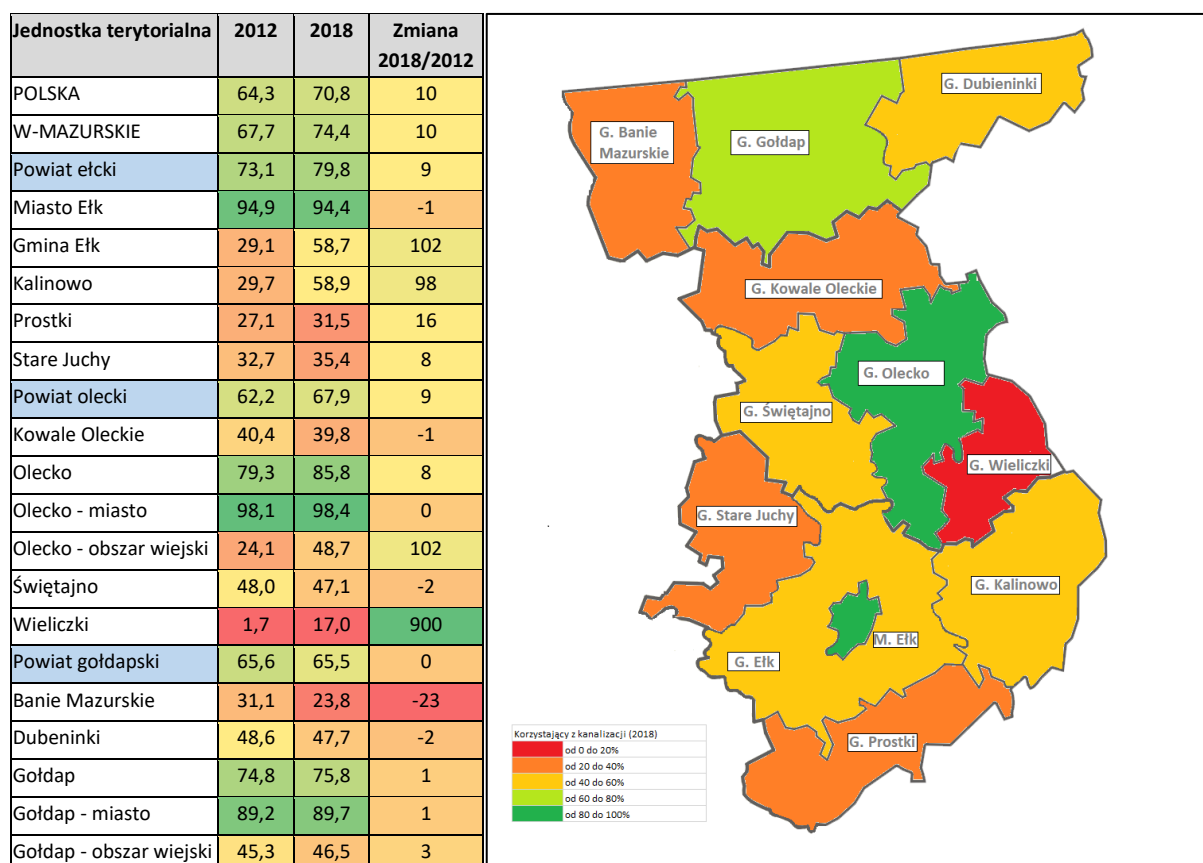 Jednostka terytorialna 2012 2018 Zmiana
2018/2012
POLSKA 64,3 70,8 10
W-MAZURSKIE 67,7 74,4 10
Powiat ełcki 73,1 79,8 9
Miasto Ełk 94,9 94,4 -1
Gmina Ełk 29,1 58,7 102
Kalinowo 29,7 58,9 98
Prostki 27,1 31,5 16
Stare Juchy 32,7 35,4 8
Powiat olecki 62,2 67,9 9
Kowale Oleckie 40,4 39,8 -1
Olecko 79,3 85,8 8
Olecko - miasto 98,1 98,4 0
Olecko - obszar wiejski 24,1 48,7 102
Świętajno 48,0 47,1 -2
Wieliczki 1,7 17,0 900
Powiat gołdapski 65,6 65,5 0
Banie Mazurskie 31,1 23,8 -23
Dubeninki 48,6 47,7 -2
Gołdap 74,8 75,8 1
Gołdap - miasto 89,2 89,7 1
Gołdap - obszar wiejski 45,3 46,5 3
G. Dubieninki
G. Banie
Mazurskie
G. Gołdap
G. Kowale Oleckie
G. Olecko
G. Świętajno
G. Wieliczki
G. Stare Juchy
G. Kalinowo
M. Ełk
G. Ełk
G. Prostki
Korzystający z kanalizacji (2018)
od 0 do 20%
od 20 do 40%
od 40 do 60%
od 60 do 80%
od 80 do 100%